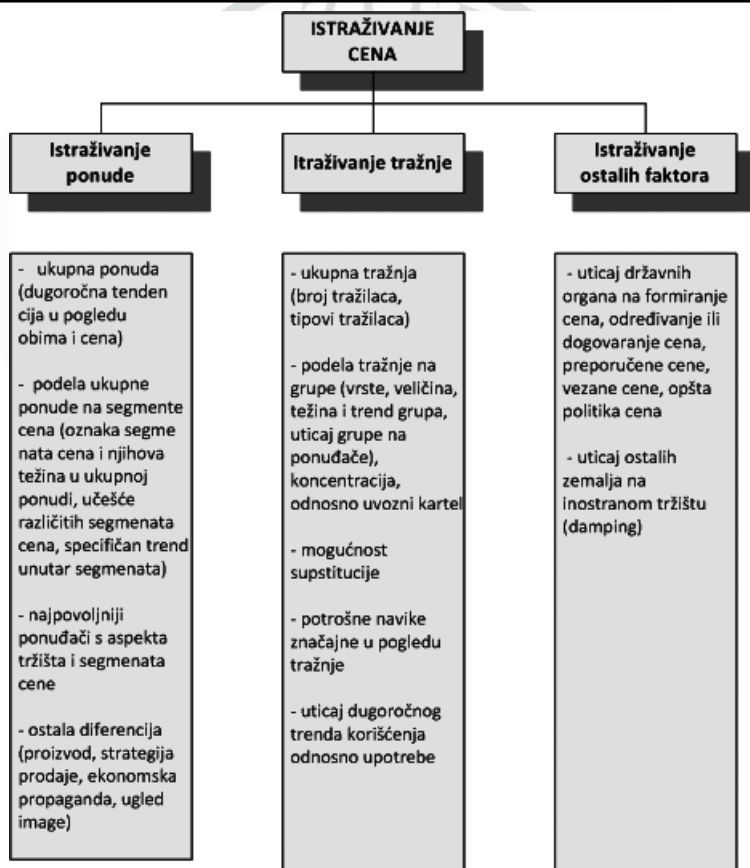 ISTRAŽIVANJE
CENA
Istraživanje
ponude
Itraživanje tražnje
Istraživanje
ostalih faktora
- ukupna ponuda
(dugoročna tenden
cija u pogledu
obima i cena)
- podela ukupne
ponude na segmente
cena (oznaka segme
nata cena i njihova
težina u ukupnoj
ponudi, učešće
različitih segmenata
cena, specifičan trend
unutar segmenata)
- najpovoljniji
ponuđači s aspekta
tržišta i segmenata
cene
- ostala diferencija
(proizvod, strategija
prodaje, ekonomska
propaganda, ugled
image)
- ukupna tražnja
(broj tražilaca,
tipovi tražilaca)
- podela tražnje na
grupe (vrste, veličina,
težina i trend grupa,
uticaj grupe na
ponuđače),
koncentracija,
odnosno uvozni kartel
- mogućnost
supstitucije
- potrošne navike
značajne u pogledu
tražnje
- uticaj dugoročnog
trenda korišćenja
odnosno upotrebe
- uticaj državnih
organa na formiranje
cena, određivanje ili
dogovaranje cena,
preporučene cene,
vezane cene, opšta
politika cena
- uticaj ostalih
zemalja na
inostranom tržištu
(damping)